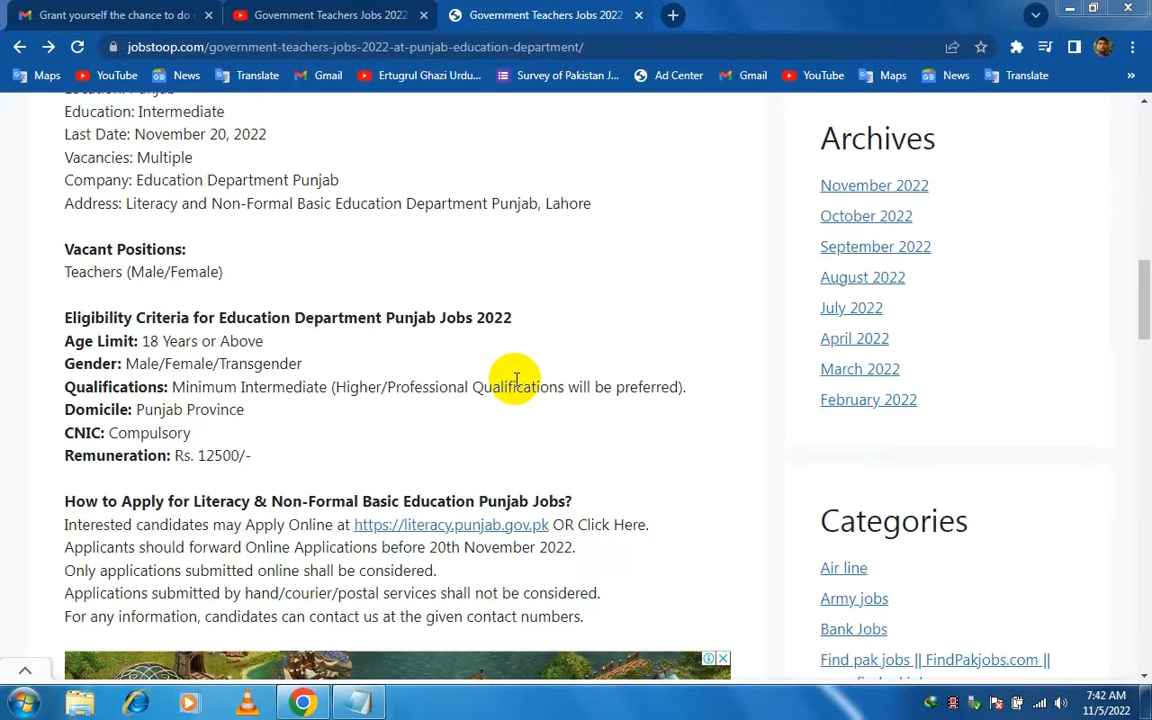 Grant yourself the chance to do
Government Teachers Jobs 2022
Government Teachers Jobs 2022
jobstoop.com/government-teachers-jobs-2022-at-punjab-education-department/
Maps
YouTube
News
Translate
Gmail
Ertugrul Ghazi Urdu...
Survey of Pakistan J...
Ad Center
Gmail
YouTube
Maps
News
Translate
»
Location: Punjab
Education: Intermediate
Last Date: November 20, 2022
Vacancies: Multiple
Company: Education Department Punjab
Address: Literacy and Non-Formal Basic Education Department Punjab, Lahore
Vacant Positions:
Teachers (Male/Female)
Eligibility Criteria for Education Department Punjab Jobs 2022
Age Limit: 18 Years or Above
Gender: Male/Female/Transgender
Qualifications: Minimum Intermediate (Higher/Professional Qualifications will be preferred).
Domicile: Punjab Province
CNIC: Compulsory
Remuneration: Rs. 12500/-
How to Apply for Literacy & Non-Formal Basic Education Punjab Jobs?
Interested candidates may Apply Online at https://literacy.punjab.gov.pk OR Click Here.
Applicants should forward Online Applications before 20th November 2022.
Only applications submitted online shall be considered.
Applications submitted by hand/courier/postal services shall not be considered.
For any information, candidates can contact us at the given contact numbers.
Archives
November 2022
October 2022
September 2022
August 2022
July 2022
April 2022
March 2022
February 2022
Categories
Air line
Army jobs
Bank Jobs
Find pak jobs || FindPakjobs.com ||
7:42 AM
11/5/2022